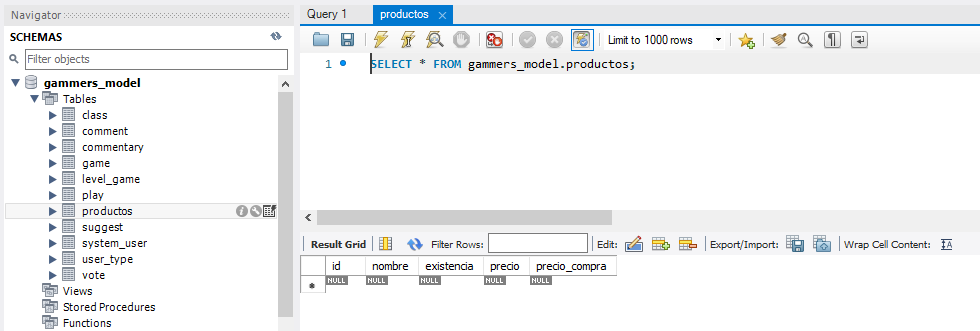 Navigator
SCHEMAS
Filter objects
gammers_model
Tables
class
comment
commentary
game
level_game
play
productos
suggest
system_user
user_type
vote
Views
Stored Procedures
Functions
Query 1
productos
Limit to 1000 rows
1
SELECT * FROM gammers_model.productos;
Result Grid
Filter Rows:
Edit:
Export/Import:
Wrap Cell Content:
id nombre existencia precio precio_compra
NULL NULL NULL NULL NULL